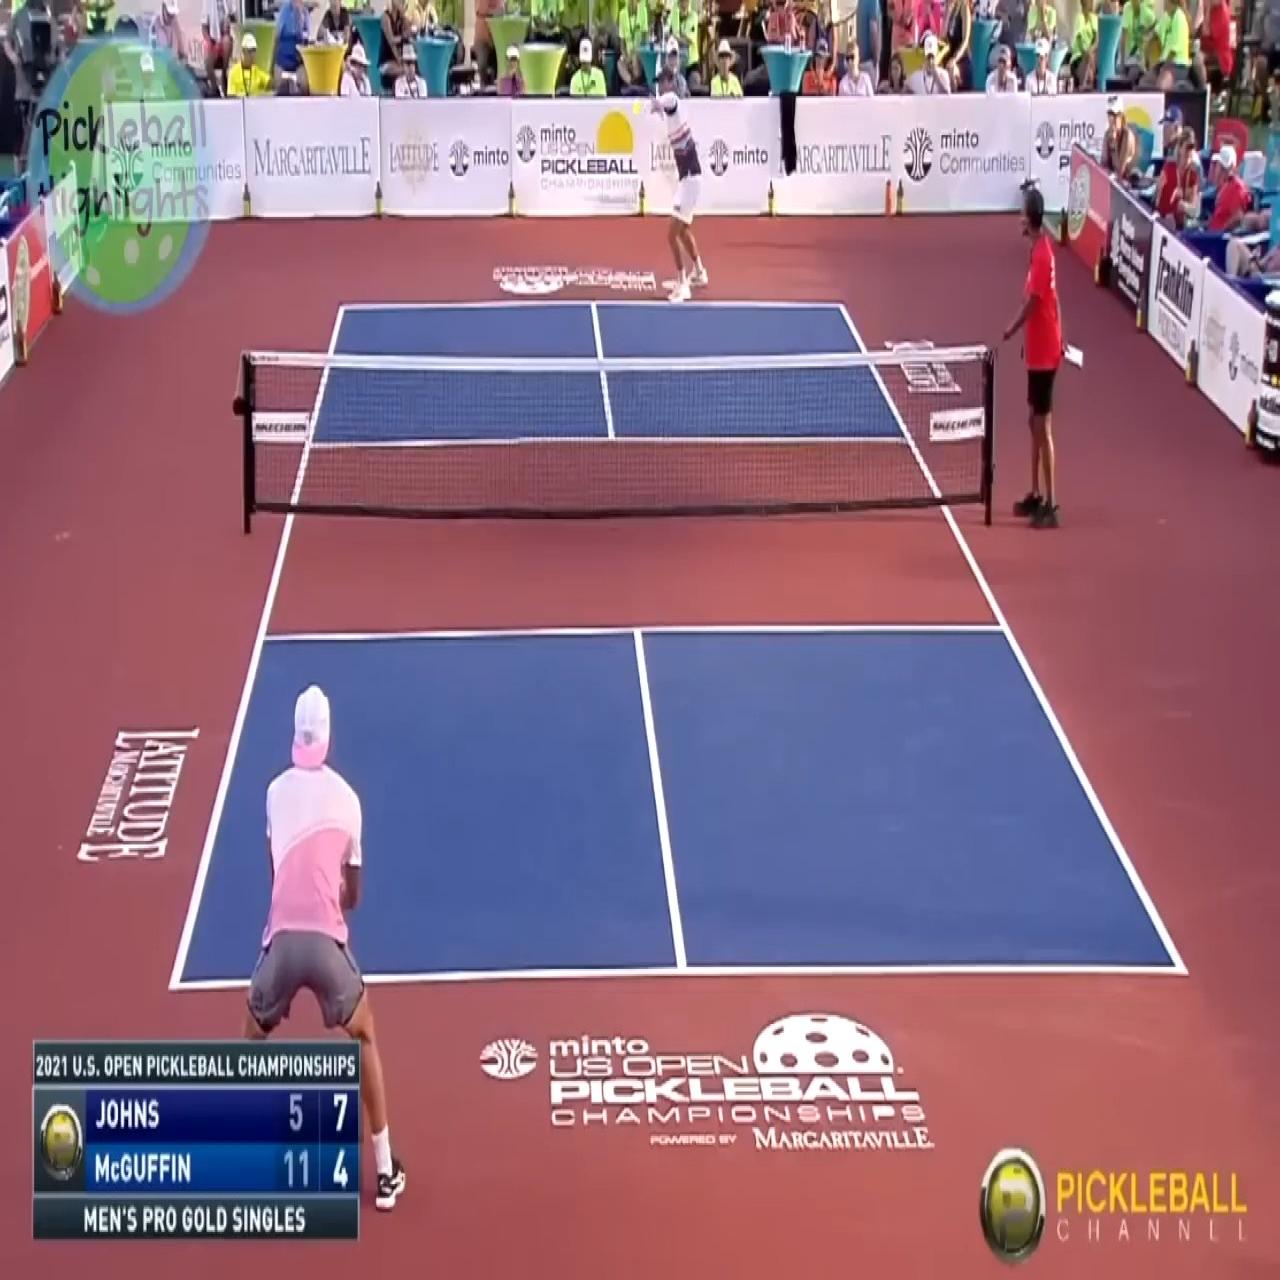 Pickleball
Highlights
minto
Communities
MARGARITAVILLE
LATITUDE
minto
minto
US OPEN
PICKLEBALL
CHAMPIONSHIPS
minto
MARGARITAVILLE
minto
Communities
minto
Franklin
minto
SKECHERS
SKECHERS
LATITUDE
MARGARITAVILLE
minto
US OPEN
PICKLEBALL
CHAMPIONSHIPS
POWERED BY MARGARITAVILLE
2021 U.S. OPEN PICKLEBALL CHAMPIONSHIPS
JOHNS 5 7
McGUFFIN 11 4
MEN'S PRO GOLD SINGLES
P
PICKLEBALL
CHANNEL